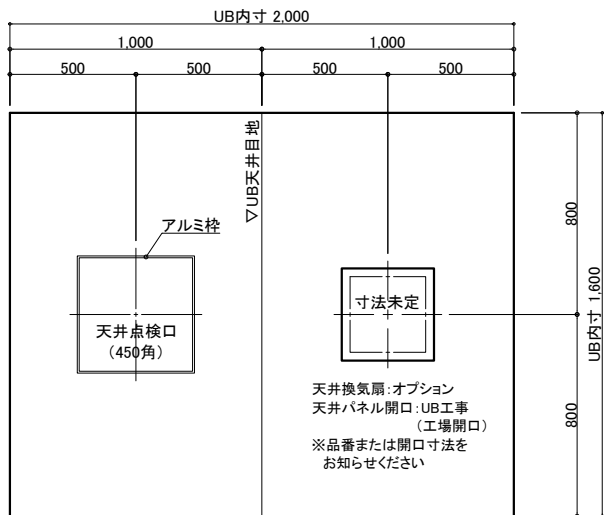 UB内寸 2,000
1,000
1,000
500
500
500
500
▽UB天井目地
アルミ枠
天井点検口
(450角)
寸法未定
天井換気扇:オプション
天井パネル開口:UB工事
(工場開口)
※品番または開口寸法を
お知らせください
800
800
UB内寸 1,600